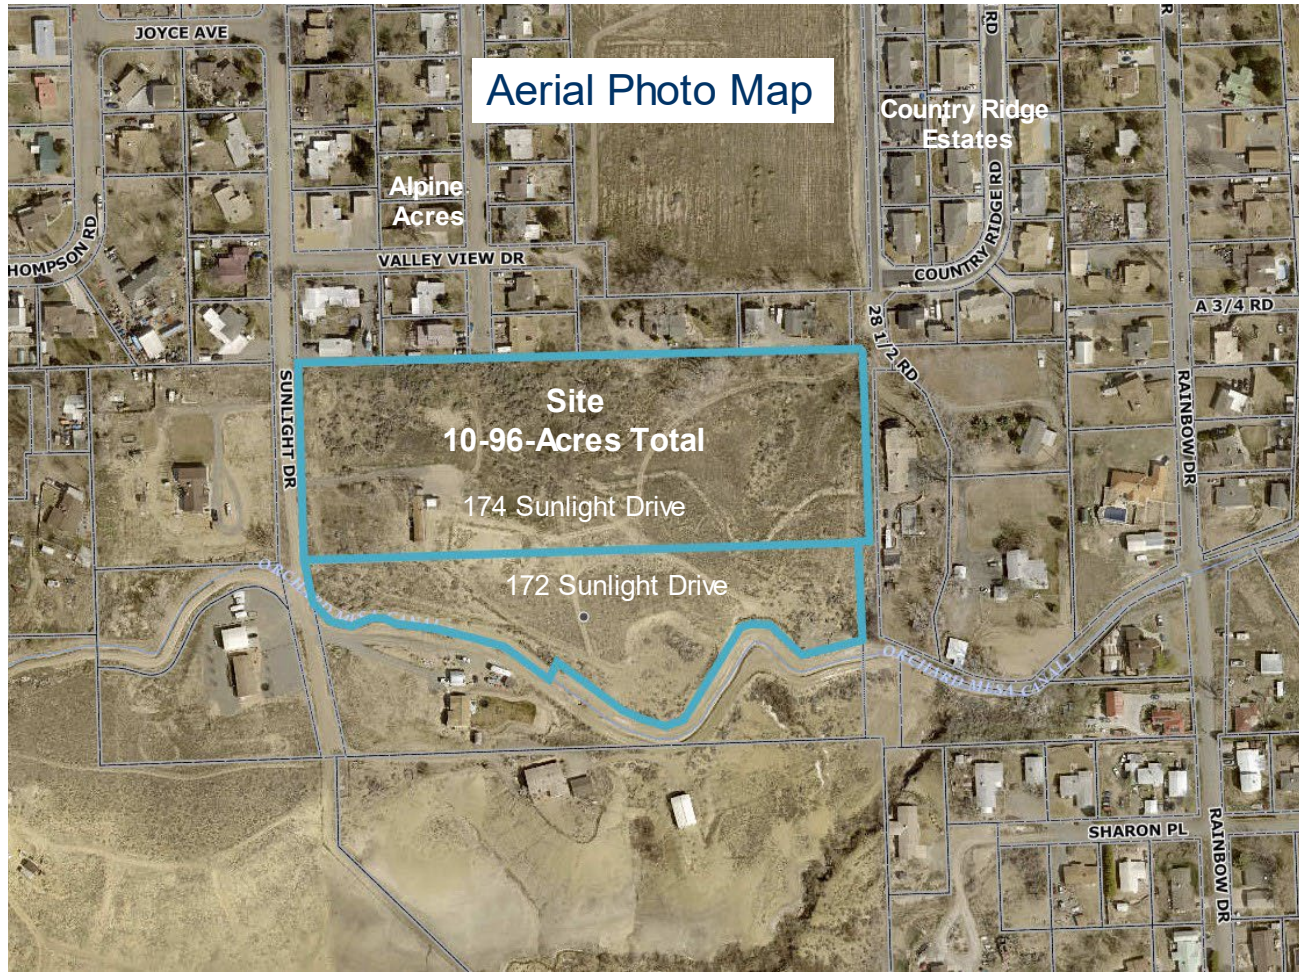 JOYCE AVE
RD
R
Aerial Photo Map
Country Ridge
Estates
Alpine
Acres
HOMPSON RD
VALLEY VIEW DR
COUNTRY RIDGE RD
A 3/4 RD
28 1/2 RD
SUNLIGHT DR
RAINBOW DR
Site
10-96-Acres Total
174 Sunlight Drive
172 Sunlight Drive
ORCHARD MESA CANAL 1
SHARON PL
RAINBOW DR